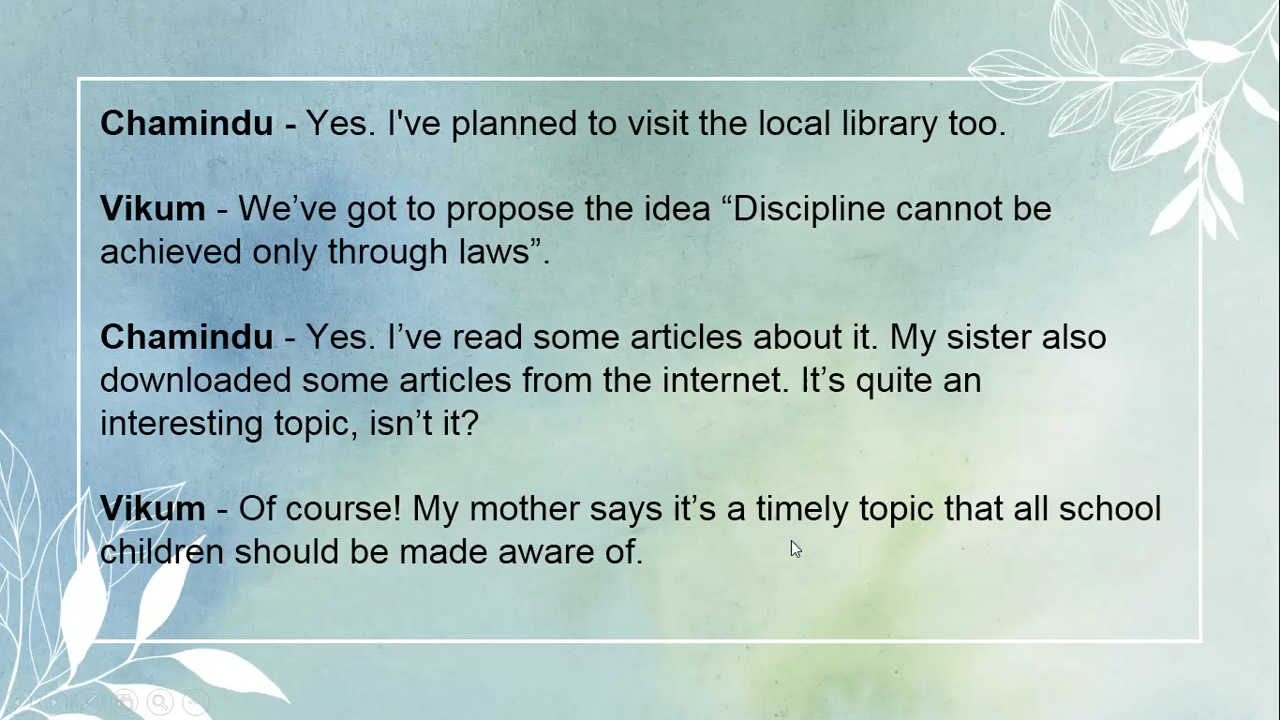 Chamindu - Yes. I've planned to visit the local library too.
Vikum - We’ve got to propose the idea “Discipline cannot be
achieved only through laws”.
Chamindu - Yes. I’ve read some articles about it. My sister also
downloaded some articles from the internet. It’s quite an
interesting topic, isn’t it?
Vikum - Of course! My mother says it’s a timely topic that all school
children should be made aware of.